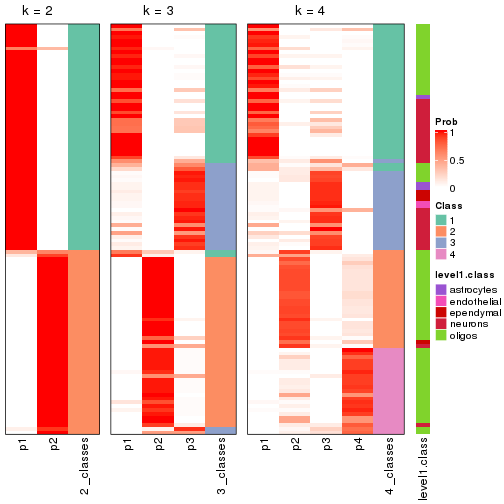 k = 2
k = 3
k = 4
Prob
1
0.5
0
Class
1
2
3
4
level1.class
astrocytes
endothelial
ependymal
neurons
oligos
p1
p2
2_classes
p1
p2
p3
3_classes
p1
p2
p3
p4
4_classes
level1.class